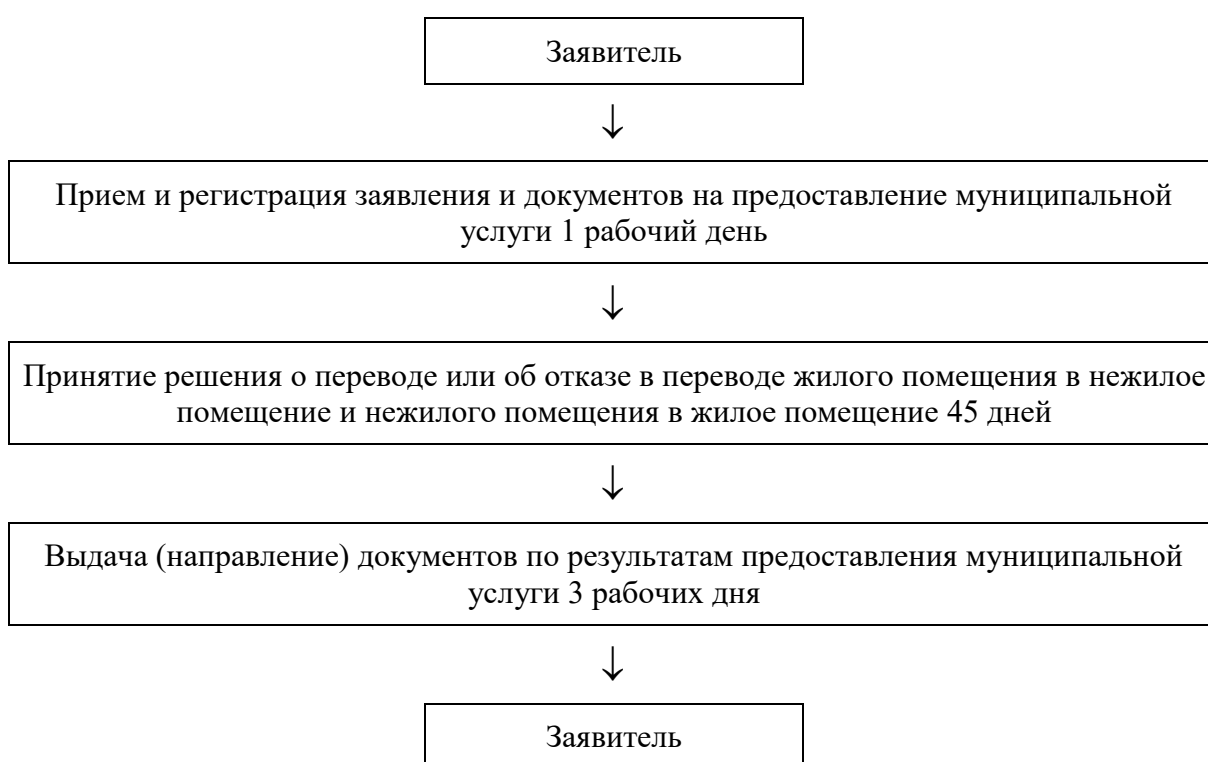 Заявитель
↓
Прием и регистрация заявления и документов на предоставление муниципальной
услуги 1 рабочий день
↓
Принятие решения о переводе или об отказе в переводе жилого помещения в нежилое
помещение и нежилого помещения в жилое помещение 45 дней
↓
Выдача (направление) документов по результатам предоставления муниципальной
услуги 3 рабочих дня
↓
Заявитель